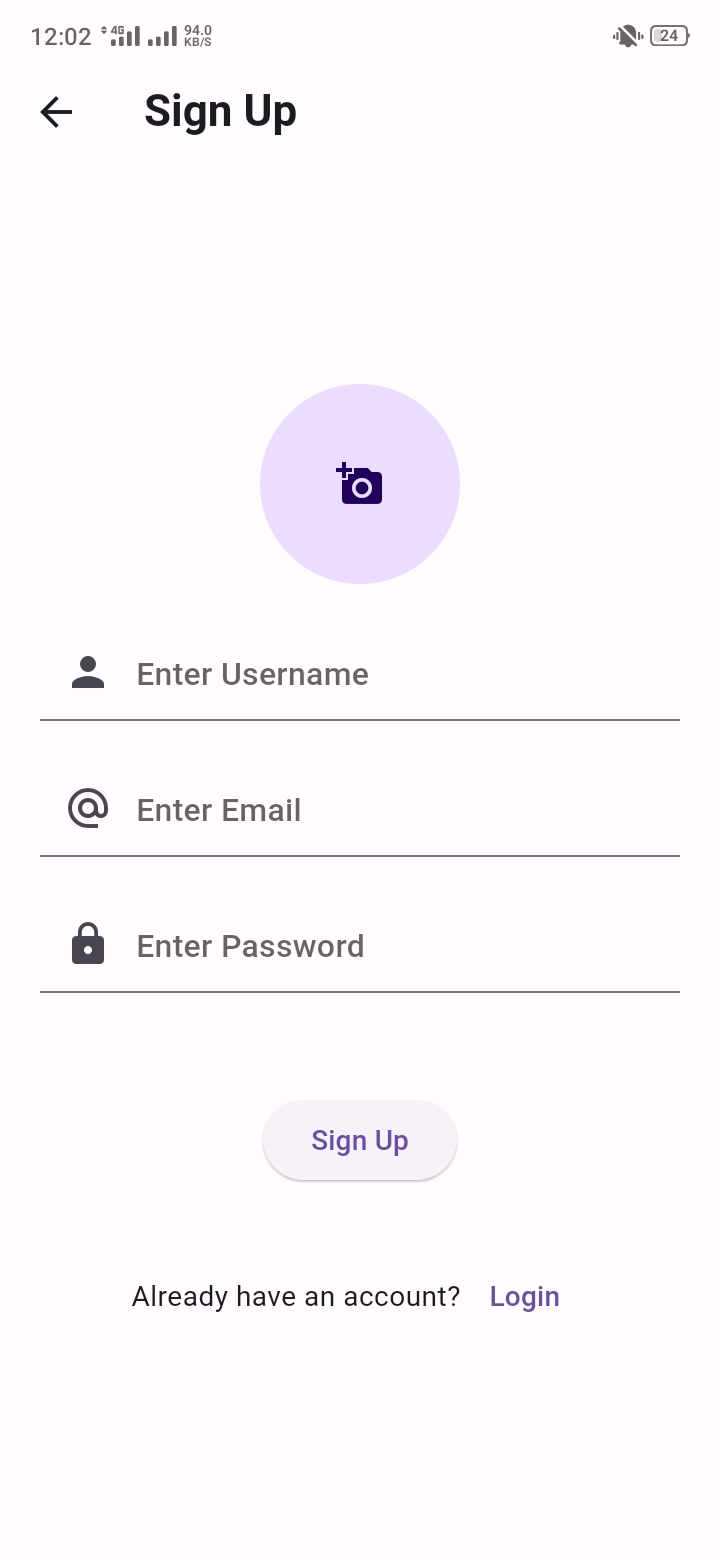 12:02 4G 94.0 KB/S 24
Sign Up
Enter Username
Enter Email
Enter Password
Sign Up
Already have an account? Login